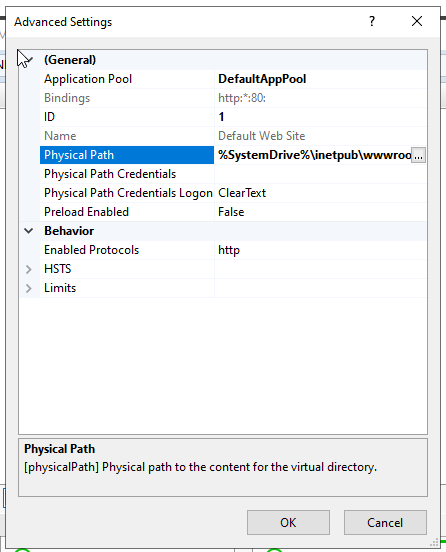 Advanced Settings ? ×
(General)
Application Pool DefaultAppPool
Bindings http:*:80:
ID 1
Name Default Web Site
Physical Path %SystemDrive%\inetpub\wwwroo ...
Physical Path Credentials
Physical Path Credentials Logon ClearText
Preload Enabled False
Behavior
Enabled Protocols http
HSTS
Limits
Physical Path
[physicalPath] Physical path to the content for the virtual directory.
OK Cancel